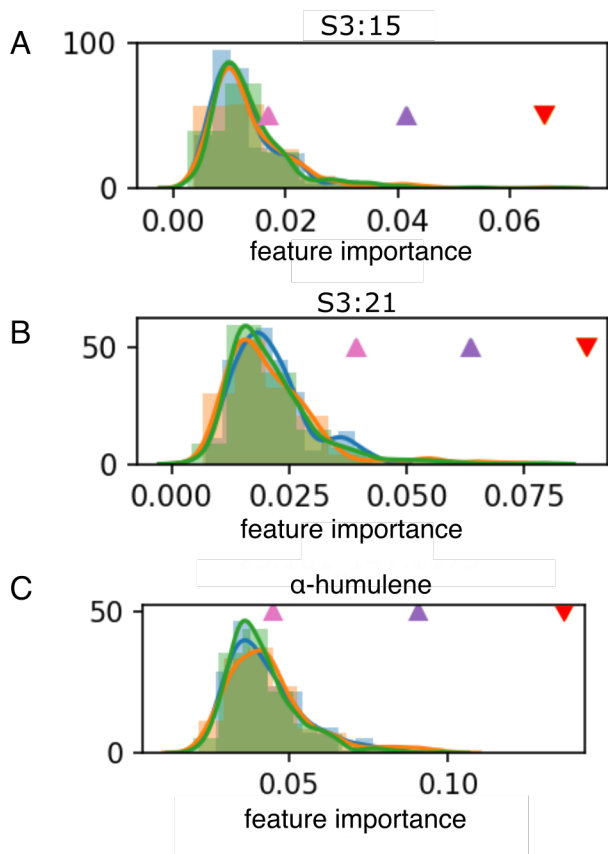 A
S3:15
100
0
0.00 0.02 0.04 0.06
feature importance
B
S3:21
50
0
0.000 0.025 0.050 0.075
feature importance
C
α-humulene
50
0
0.05 0.10
feature importance